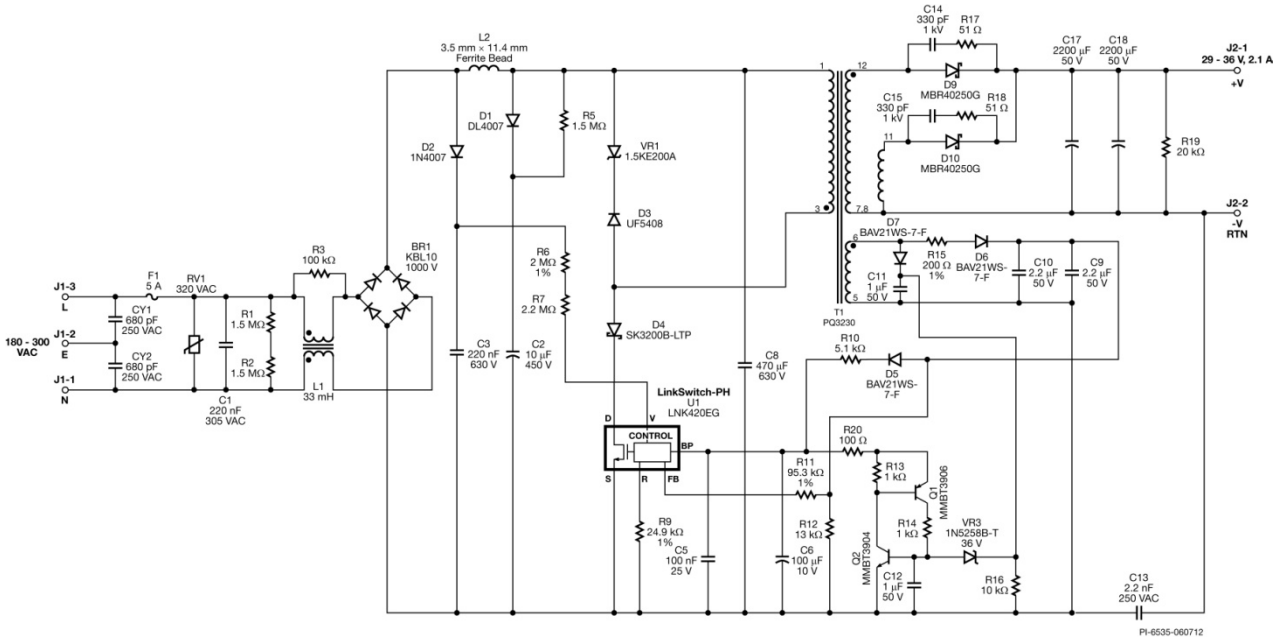 C14
330 pF
1 kV
R17
51 Ω
D9
MBR40250G
C15
330 pF
1 kV
R18
51 Ω
D10
MBR40250G
C17
2200 µF
50 V
C18
2200 µF
50 V
J2-1
29 - 36 V, 2.1 A
+V
R19
20 kΩ
J2-2
-V
RTN
L2
3.5 mm × 11.4 mm
Ferrite Bead
D1
DL4007
D2
1N4007
R5
1.5 MΩ
VR1
1.5KE200A
D3
UF5408
1
3
12
11
7,8
6
5
T1
PQ3230
D7
BAV21WS-7-F
R15
200 Ω
1%
D6
BAV21WS-
7-F
C11
1 µF
50 V
C10
2.2 µF
50 V
C9
2.2 µF
50 V
R3
100 kΩ
BR1
KBL10
1000 V
F1
5 A
RV1
320 VAC
J1-3
L
CY1
680 pF
250 VAC
180 - 300
VAC
J1-2
E
CY2
680 pF
250 VAC
J1-1
N
R1
1.5 MΩ
R2
1.5 MΩ
C1
220 nF
305 VAC
L1
33 mH
R6
2 MΩ
1%
R7
2.2 MΩ
D4
SK3200B-LTP
C3
220 nF
630 V
C2
10 µF
450 V
C8
470 µF
630 V
R10
5.1 kΩ
D5
BAV21WS-
7-F
LinkSwitch-PH
U1
LNK420EG
D
V
CONTROL
BP
S
R
FB
R9
24.9 kΩ
1%
C5
100 nF
25 V
R11
95.3 kΩ
1%
R12
13 kΩ
C6
100 µF
10 V
R20
100 Ω
R13
1 kΩ
Q1
MMBT3906
R14
1 kΩ
VR3
1N5258B-T
36 V
Q2
MMBT3904
C12
1 µF
50 V
R16
10 kΩ
C13
2.2 nF
250 VAC
PI-6535-060712